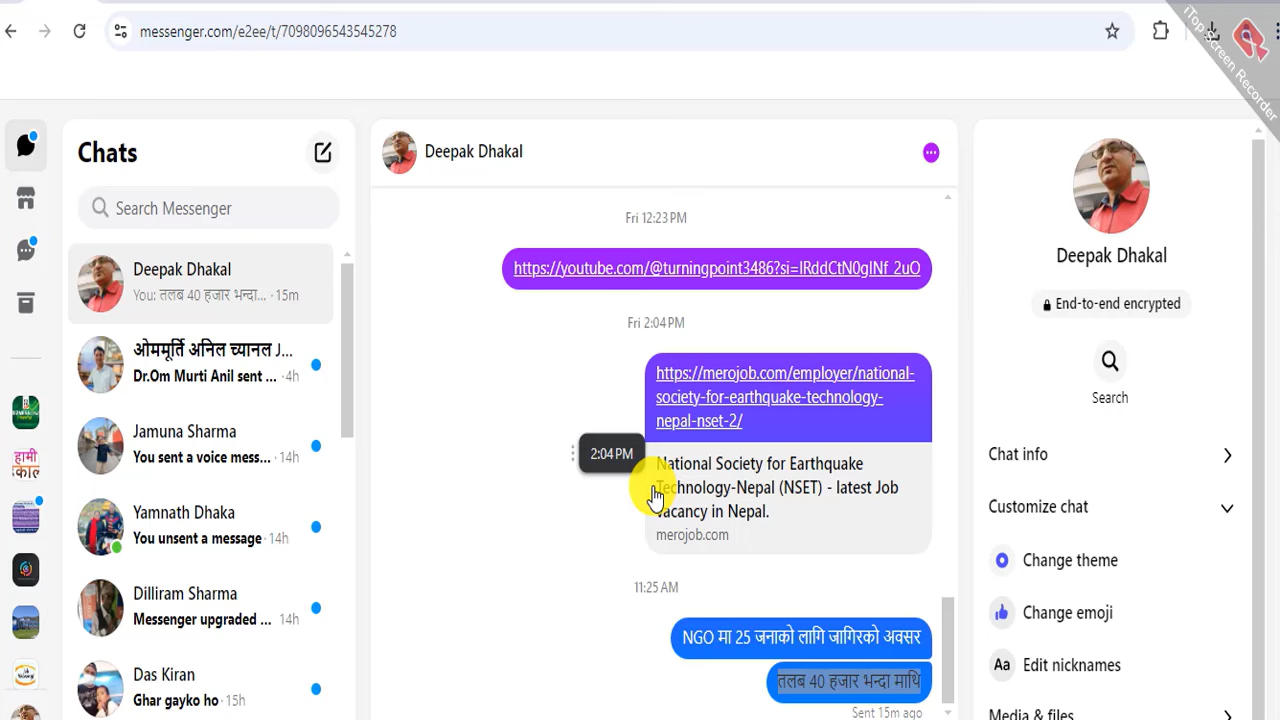 messenger.com/e2ee/t/7098096543545278
iTop Screen Recorder
Chats
Search Messenger
Deepak Dhakal
You: तलब 40 हजार भन्दा... · 15m
ओममूर्ति अनिल च्यानल J...
Dr.Om Murti Anil sent ... · 4h
Jamuna Sharma
You sent a voice mess... · 14h
Yamnath Dhaka
You unsent a message · 14h
Dilliram Sharma
Messenger upgraded ... · 14h
Das Kiran
Ghar gayko ho · 15h
हामी
Deepak Dhakal
Fri 12:23 PM
https://youtube.com/@turningpoint3486?si=lRddCtN0glNf_2uO
Fri 2:04 PM
https://merojob.com/employer/national-
society-for-earthquake-technology-
nepal-nset-2/
2:04 PM
National Society for Earthquake
Technology-Nepal (NSET) - latest Job
Vacancy in Nepal.
merojob.com
11:25 AM
NGO मा 25 जनाको लागि जागिरको अवसर
तलब 40 हजार भन्दा माथि
Sent 15m ago
Deepak Dhakal
End-to-end encrypted
Search
Chat info
Customize chat
Change theme
Change emoji
Aa Edit nicknames
Media & files